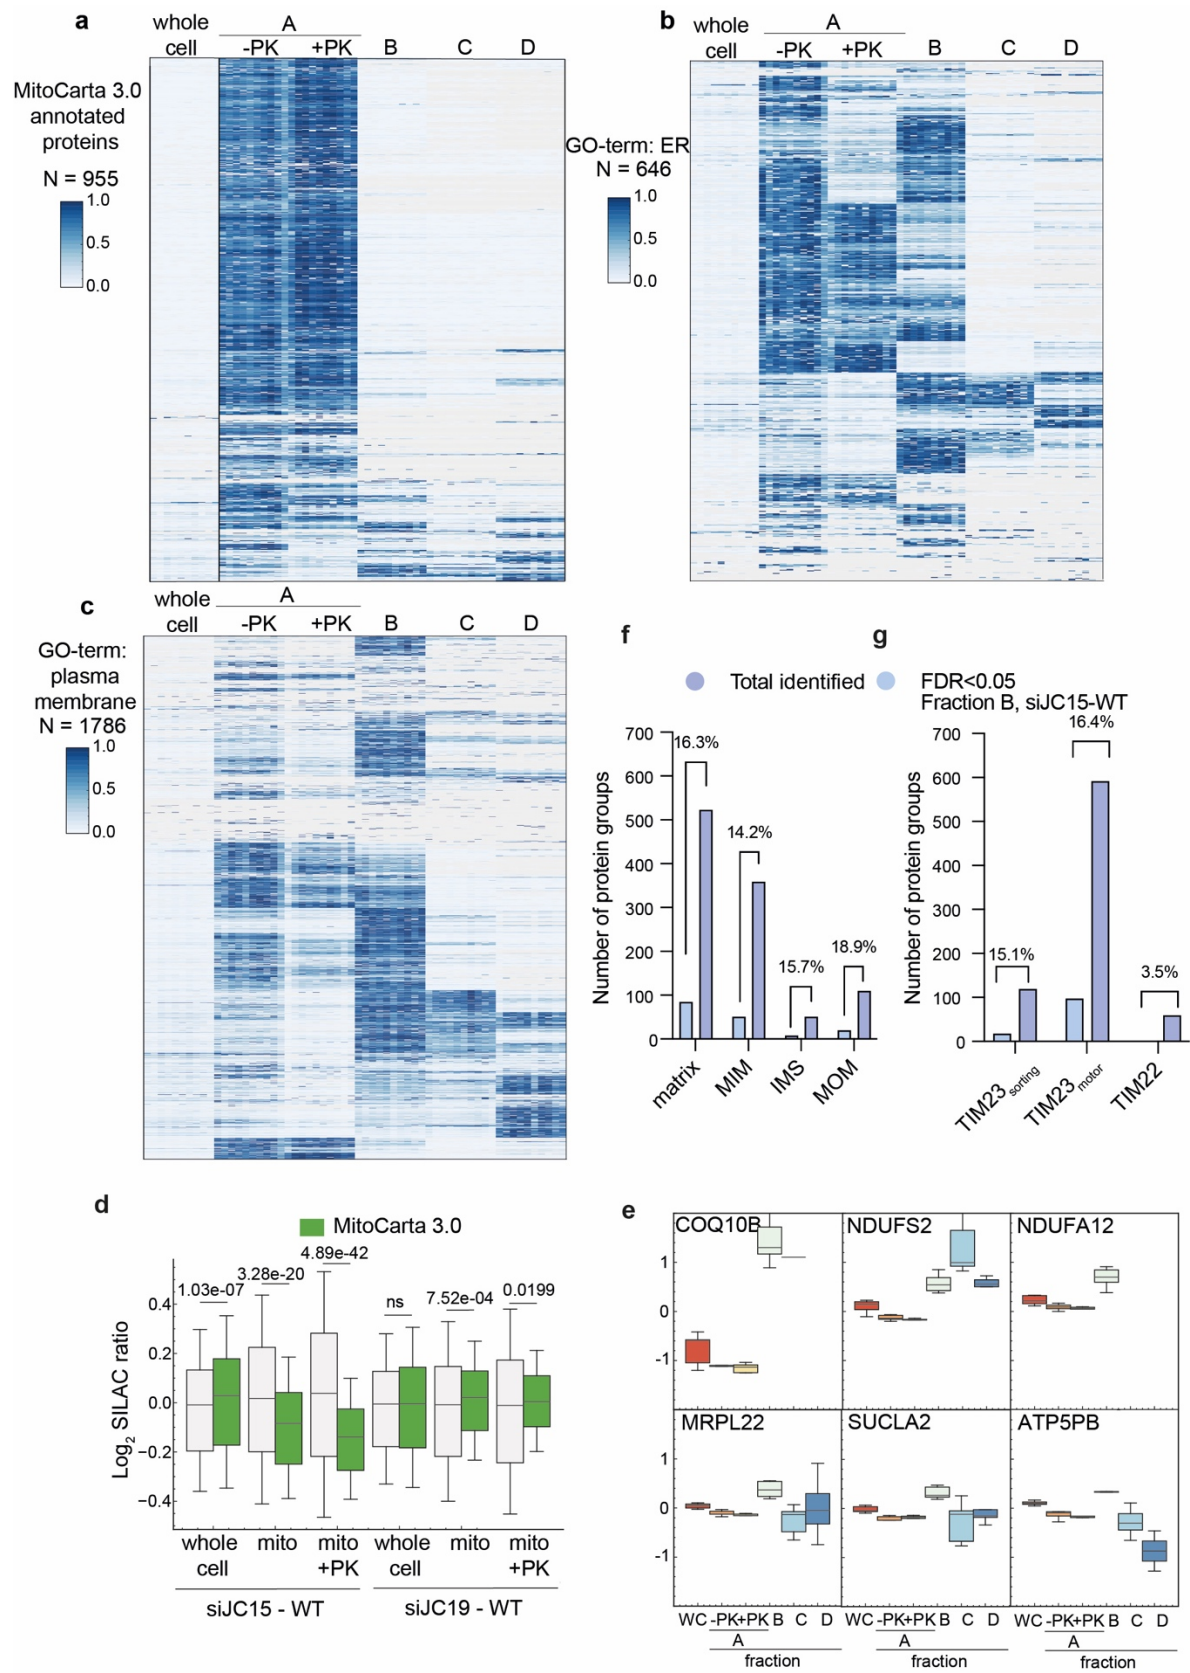 a
whole
cell
A
-PK
+PK
B
C
D
MitoCarta 3.0
annotated
proteins
N = 955
1.0
0.5
0.0
b
whole
cell
A
-PK
+PK
B
C
D
GO-term: ER
N = 646
1.0
0.5
0.0
c
whole
cell
A
-PK
+PK
B
C
D
GO-term:
plasma
membrane
N = 1786
1.0
0.5
0.0
f
g
Total identified
FDR<0.05
Fraction B, siJC15-WT
Number of protein groups
700
600
500
400
300
200
100
0
16.3%
14.2%
15.7%
18.9%
matrix
MIM
IMS
MOM
Number of protein groups
700
600
500
400
300
200
100
0
15.1%
16.4%
3.5%
TIM23 sorting
TIM23 motor
TIM22
d
MitoCarta 3.0
Log2 SILAC ratio
0.4
0.2
0.0
−0.2
−0.4
1.03e-07
3.28e-20
4.89e-42
ns
7.52e-04
0.0199
whole
cell
mito
mito
+PK
whole
cell
mito
mito
+PK
siJC15 - WT
siJC19 - WT
e
COQ10B
NDUFS2
NDUFA12
1
0
-1
MRPL22
SUCLA2
ATP5PB
1
0
-1
WC -PK+PK B C D
A
fraction
WC -PK+PK B C D
A
fraction
WC -PK+PK B C D
A
fraction